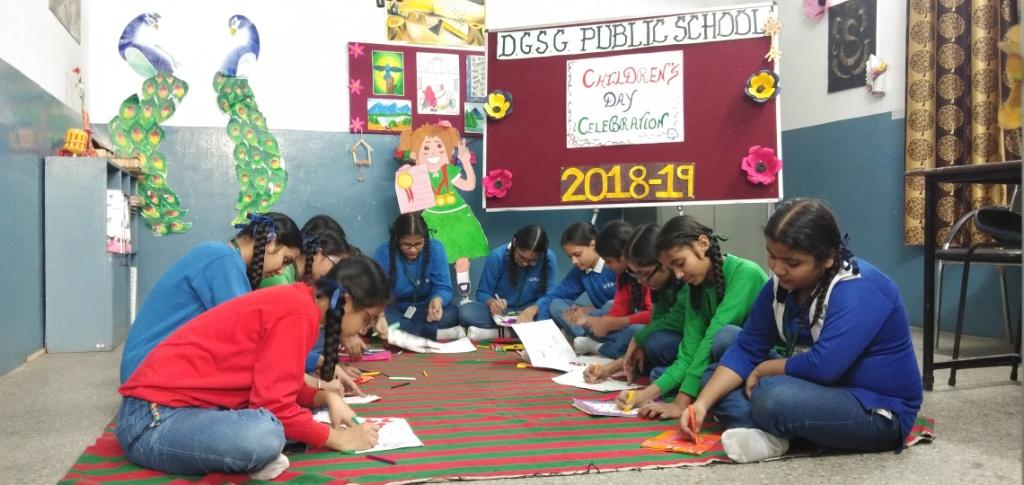 DGSG PUBLIC SCHOOL
CHILDREN'S
DAY
CELEBRATION
2018-19